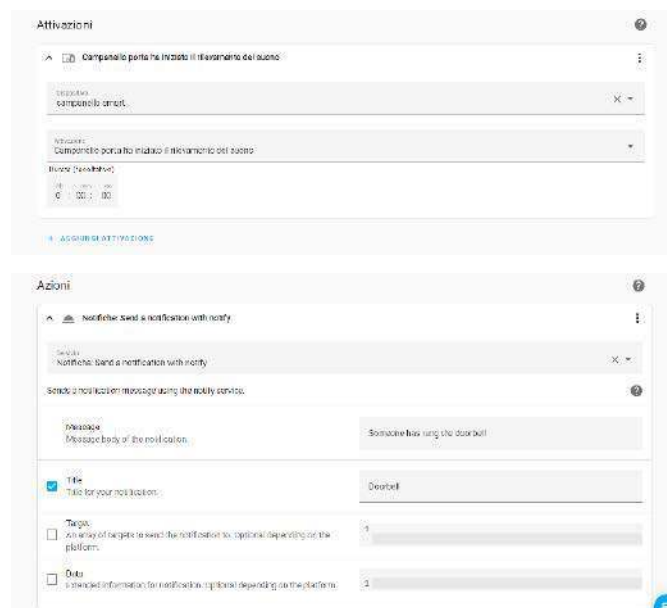 Attivazioni
Campanello porta ha iniziato il rilevamento del suono
Dispositivo
campanello smart
Attivazione
Campanello porta ha iniziato il rilevamento del suono
Durata (facoltativo)
0 : 00 : 00
+ AGGIUNGI ATTIVAZIONE
Azioni
Notifiche: Send a notification with notify
Servizio
Notifiche: Send a notification with notify
Sends a notification message using the notify service.
Message
Message body of the notification.
Someone has rung the doorbell
Title
Title for your notification.
Doorbell
Target
An array of targets to send the notification to. Optional depending on the
platform.
1
Data
Extended information for notification. Optional depending on the platform.
1